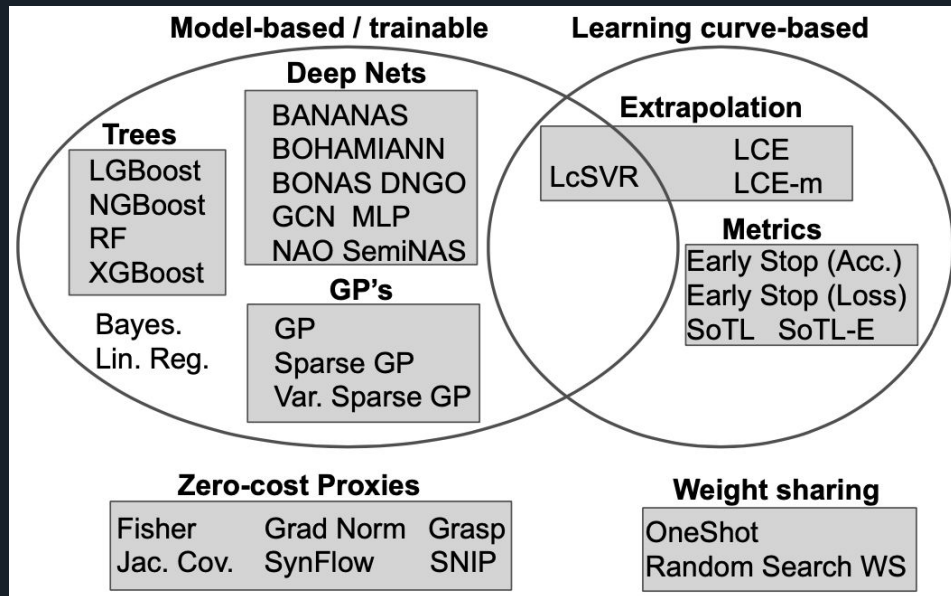 Model-based / trainable
Learning curve-based
Deep Nets
BANANAS
BOHAMIANN
BONAS DNGO
GCN MLP
NAO SemiNAS
Trees
LGBoost
NGBoost
RF
XGBoost
Bayes.
Lin. Reg.
GP's
GP
Sparse GP
Var. Sparse GP
Extrapolation
LcSVR
LCE
LCE-m
Metrics
Early Stop (Acc.)
Early Stop (Loss)
SoTL SoTL-E
Zero-cost Proxies
Fisher Grad Norm Grasp
Jac. Cov. SynFlow SNIP
Weight sharing
OneShot
Random Search WS